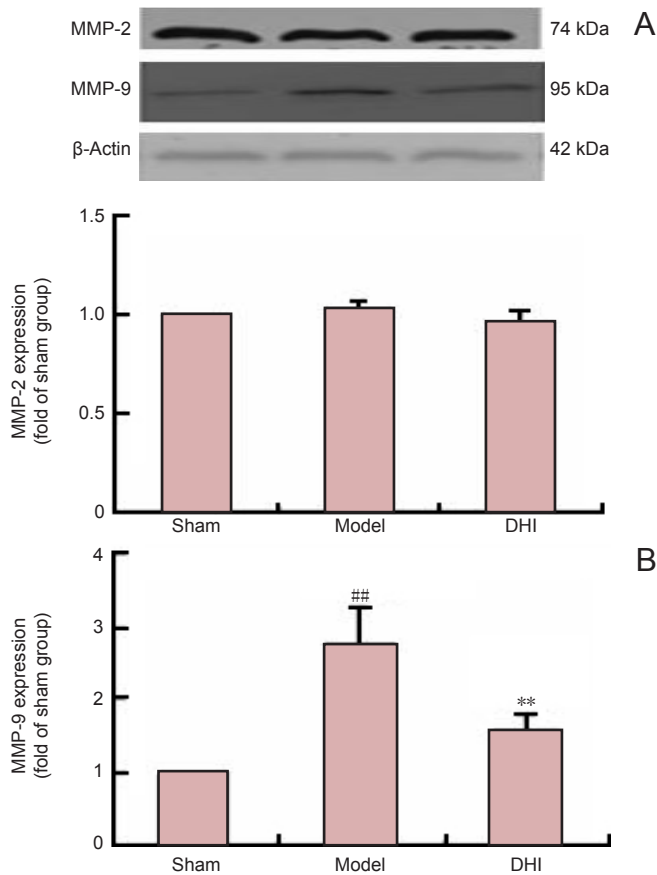 MMP-2 74 kDa A
MMP-9 95 kDa
β-Actin 42 kDa
1.5
1.0
0.5
0
MMP-2 expression
(fold of sham group)
Sham Model DHI
B
4
3
2
1
0
MMP-9 expression
(fold of sham group)
##
**
Sham Model DHI